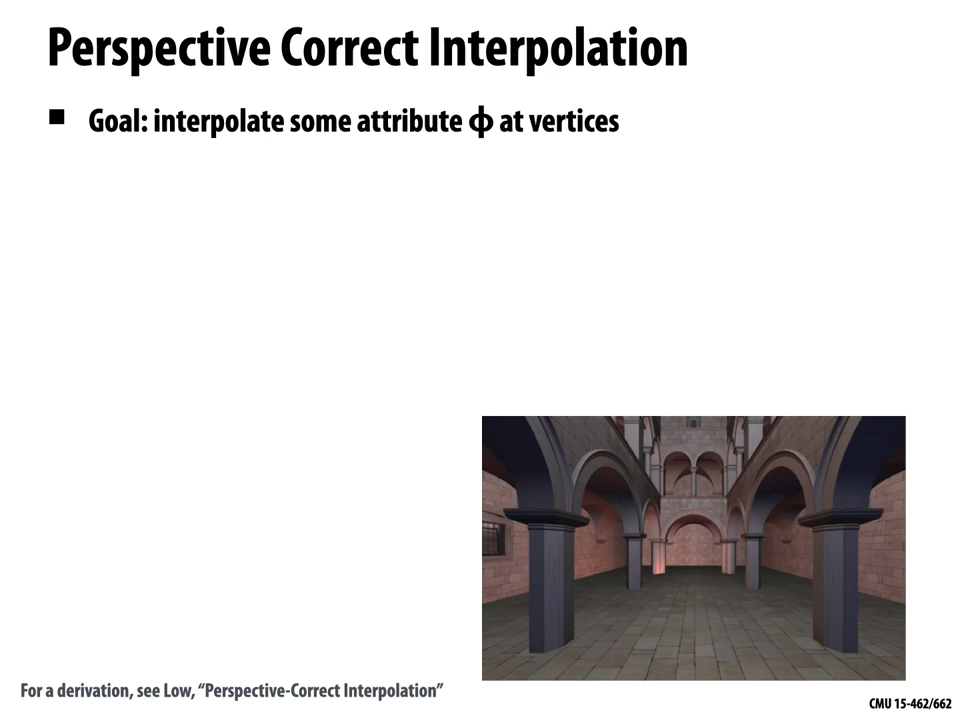 Perspective Correct Interpolation
Goal: interpolate some attribute ɸ at vertices
For a derivation, see Low, “Perspective-Correct Interpolation”
CMU 15-462/662